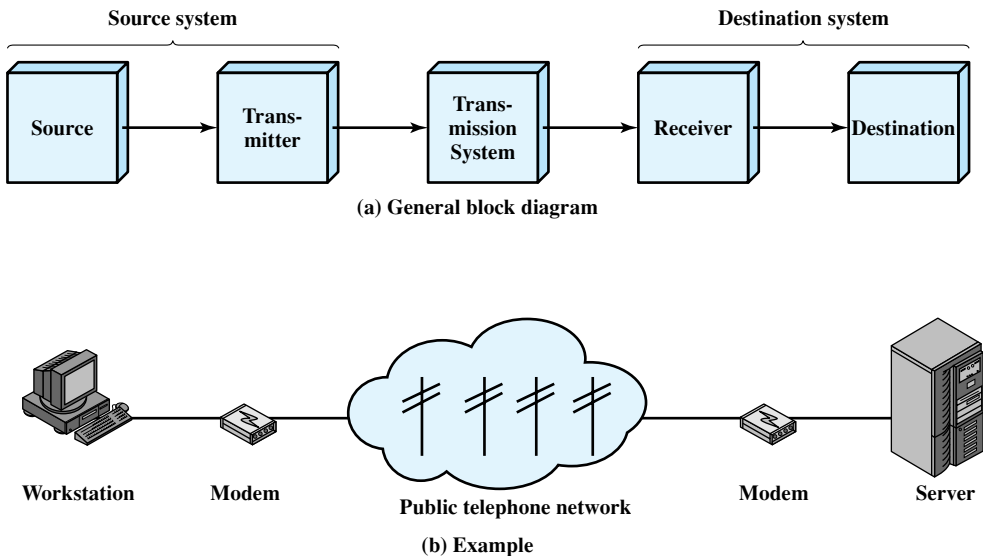 Source system
Destination system
Source
Trans-
mitter
Trans-
mission
System
Receiver
Destination
(a) General block diagram
Workstation
Modem
Public telephone network
Modem
Server
(b) Example